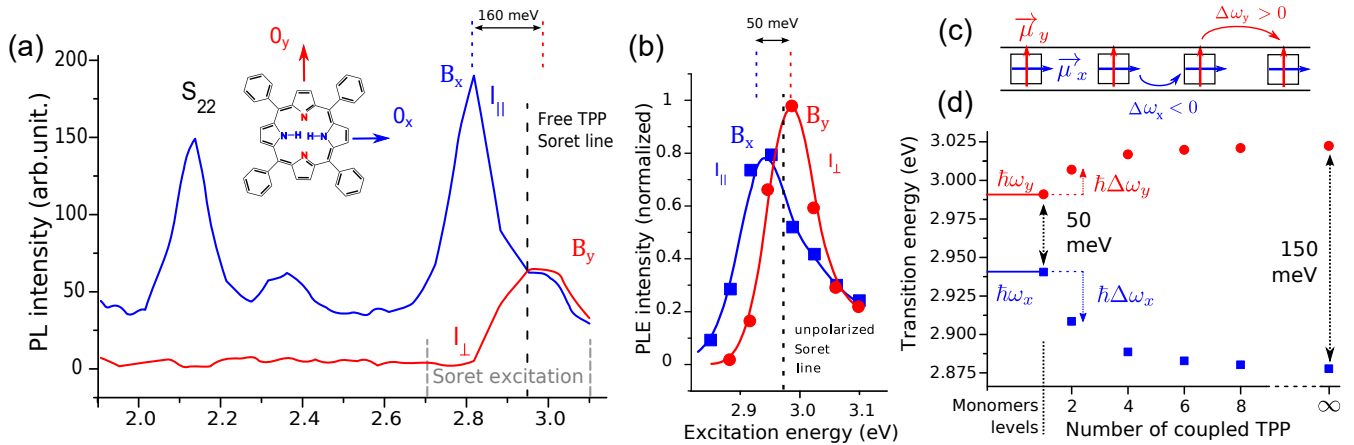 (a)
160 meV
PL intensity (arb.unit.)
200
150
100
50
0
S22
0y
0x
N
N-H H-N
N
Bx
I||
Free TPP
Soret line
By
I⊥
Soret excitation
2.0
2.2
2.4
2.6
2.8
3.0
Excitation energy (eV)
(b)
50 meV
PLE intensity (normalized)
1
0.8
0.6
0.4
0.2
0
Bx
By
I||
I⊥
unpolarized
Soret
line
2.9
3.0
3.1
(c)
μy
μx
Δωy > 0
Δωx < 0
(d)
Transition energy (eV)
3.025
3.000
2.975
2.950
2.925
2.900
2.875
ħωy
ħΔωy
50
meV
ħωx
ħΔωx
150
meV
Monomers
levels
2
4
6
8
∞
Number of coupled TPP